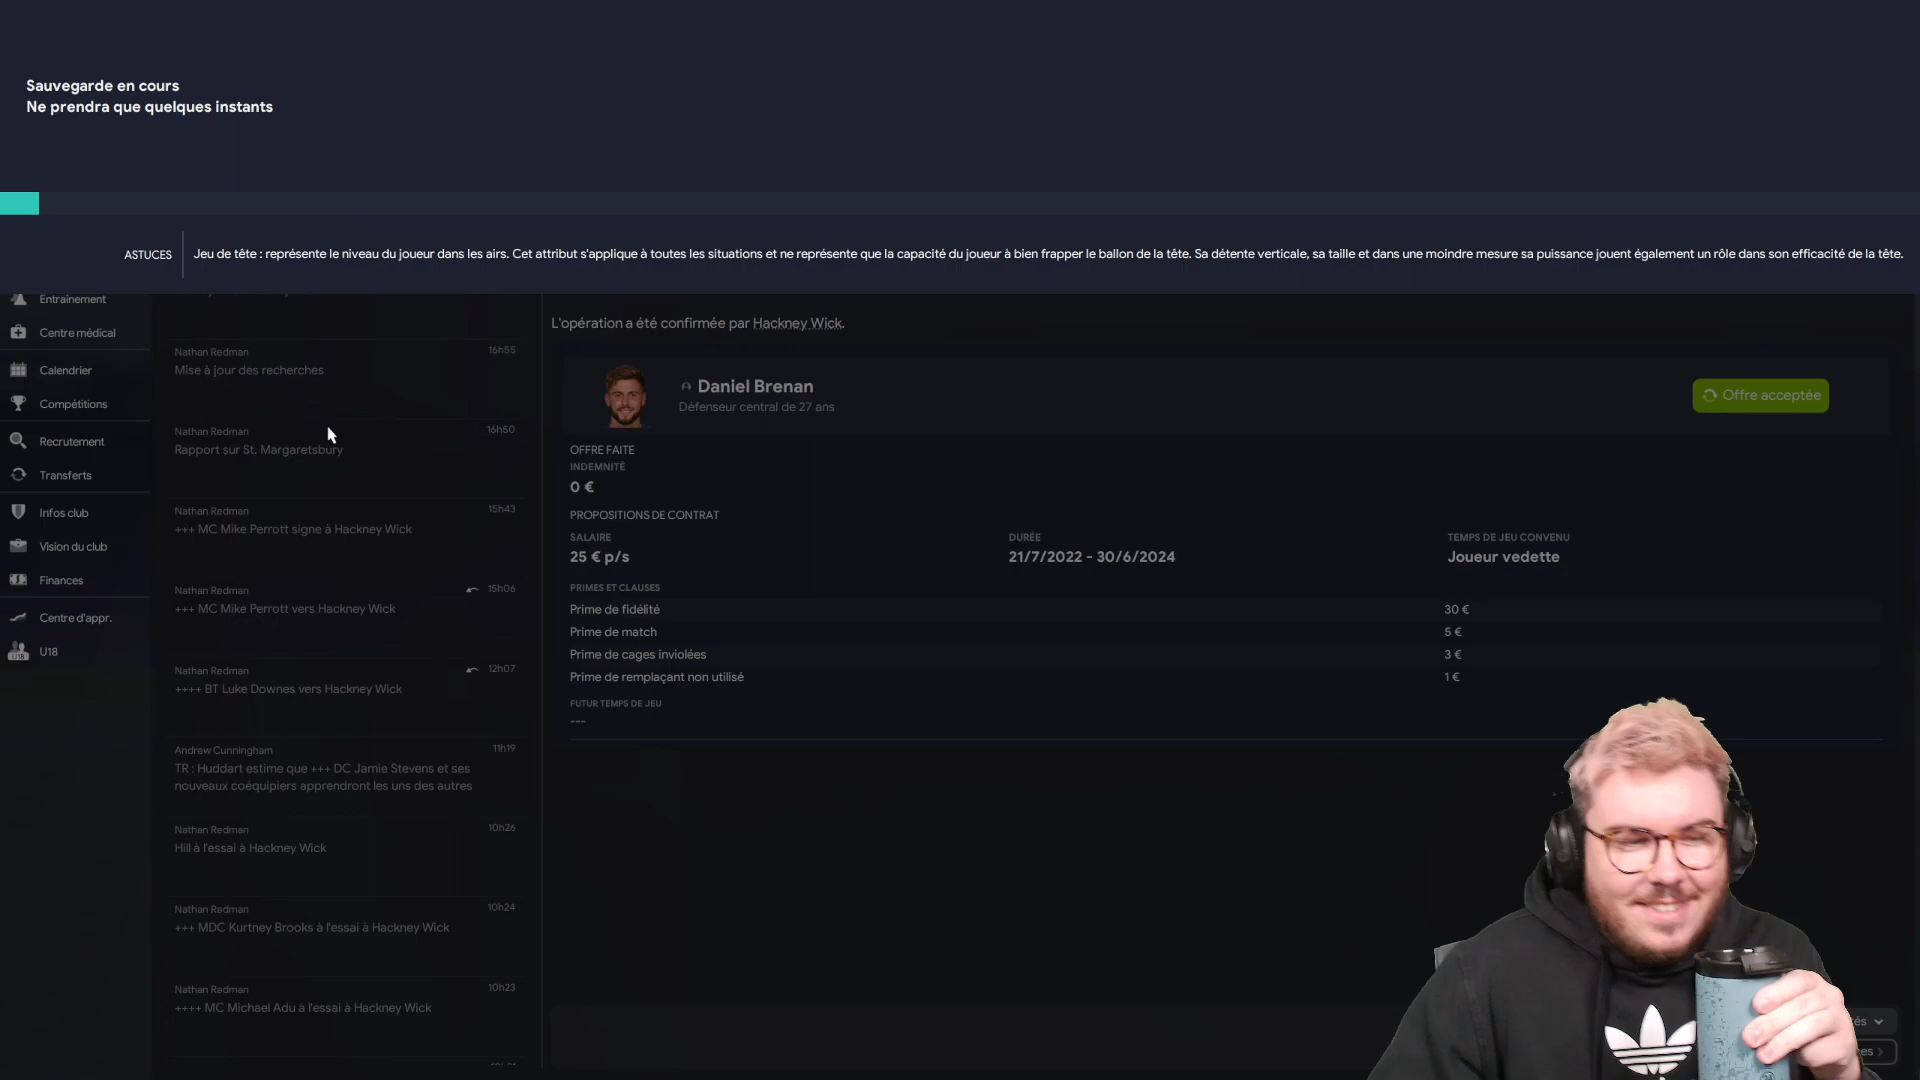 Sauvegarde en cours
Ne prendra que quelques instants
ASTUCES
Jeu de tête : représente le niveau du joueur dans les airs. Cet attribut s'applique à toutes les situations et ne représente que la capacité du joueur à bien frapper le ballon de la tête. Sa détente verticale, sa taille et dans une moindre mesure sa puissance jouent également un rôle dans son efficacité de la tête.
Entraînement
Centre médical
Calendrier
Compétitions
Recrutement
Transferts
Infos club
Vision du club
Finances
Centre d'appr.
U18
Nathan Redman
16h55
Mise à jour des recherches
Nathan Redman
16h50
Rapport sur St. Margaretsbury
Nathan Redman
15h43
+++ MC Mike Perrott signe à Hackney Wick
Nathan Redman
15h06
+++ MC Mike Perrott vers Hackney Wick
Nathan Redman
12h07
++++ BT Luke Downes vers Hackney Wick
Andrew Cunningham
11h19
TR : Huddart estime que +++ DC Jamie Stevens et ses
nouveaux coéquipiers apprendront les uns des autres
Nathan Redman
10h26
Hill à l'essai à Hackney Wick
Nathan Redman
10h24
+++ MDC Kurtney Brooks à l'essai à Hackney Wick
Nathan Redman
10h23
++++ MC Michael Adu à l'essai à Hackney Wick
L'opération a été confirmée par Hackney Wick.
Daniel Brenan
Défenseur central de 27 ans
Offre acceptée
OFFRE FAITE
INDEMNITÉ
0 €
PROPOSITIONS DE CONTRAT
SALAIRE
25 € p/s
DURÉE
21/7/2022 - 30/6/2024
TEMPS DE JEU CONVENU
Joueur vedette
PRIMES ET CLAUSES
Prime de fidélité
30 €
Prime de match
5 €
Prime de cages inviolées
3 €
Prime de remplaçant non utilisé
1 €
FUTUR TEMPS DE JEU
---